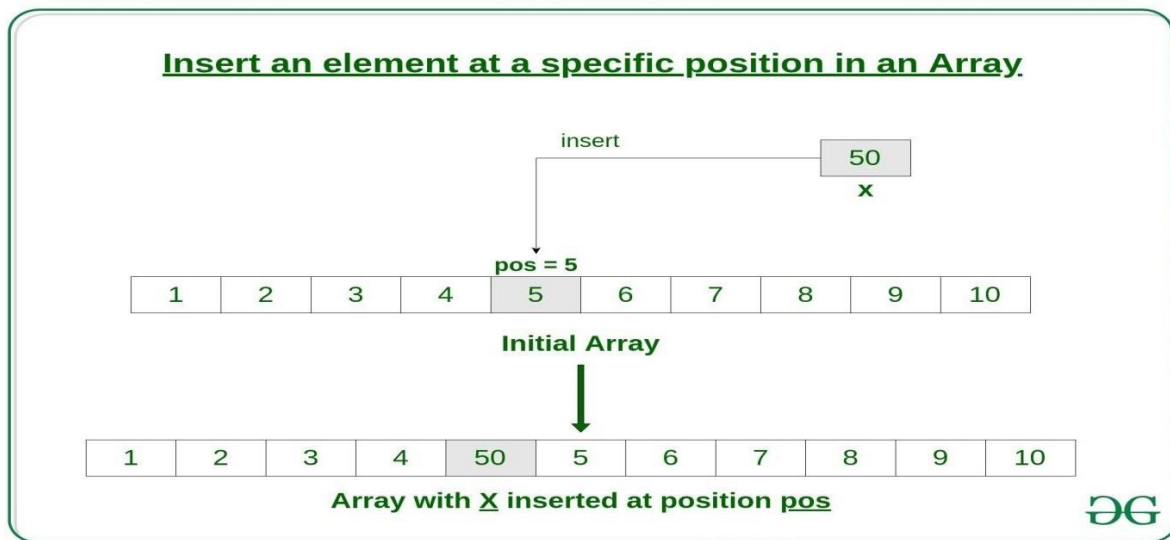 Insert an element at a specific position in an Array
insert
50
x
pos = 5
1 2 3 4 5 6 7 8 9 10
Initial Array
1 2 3 4 50 5 6 7 8 9 10
Array with X inserted at position pos